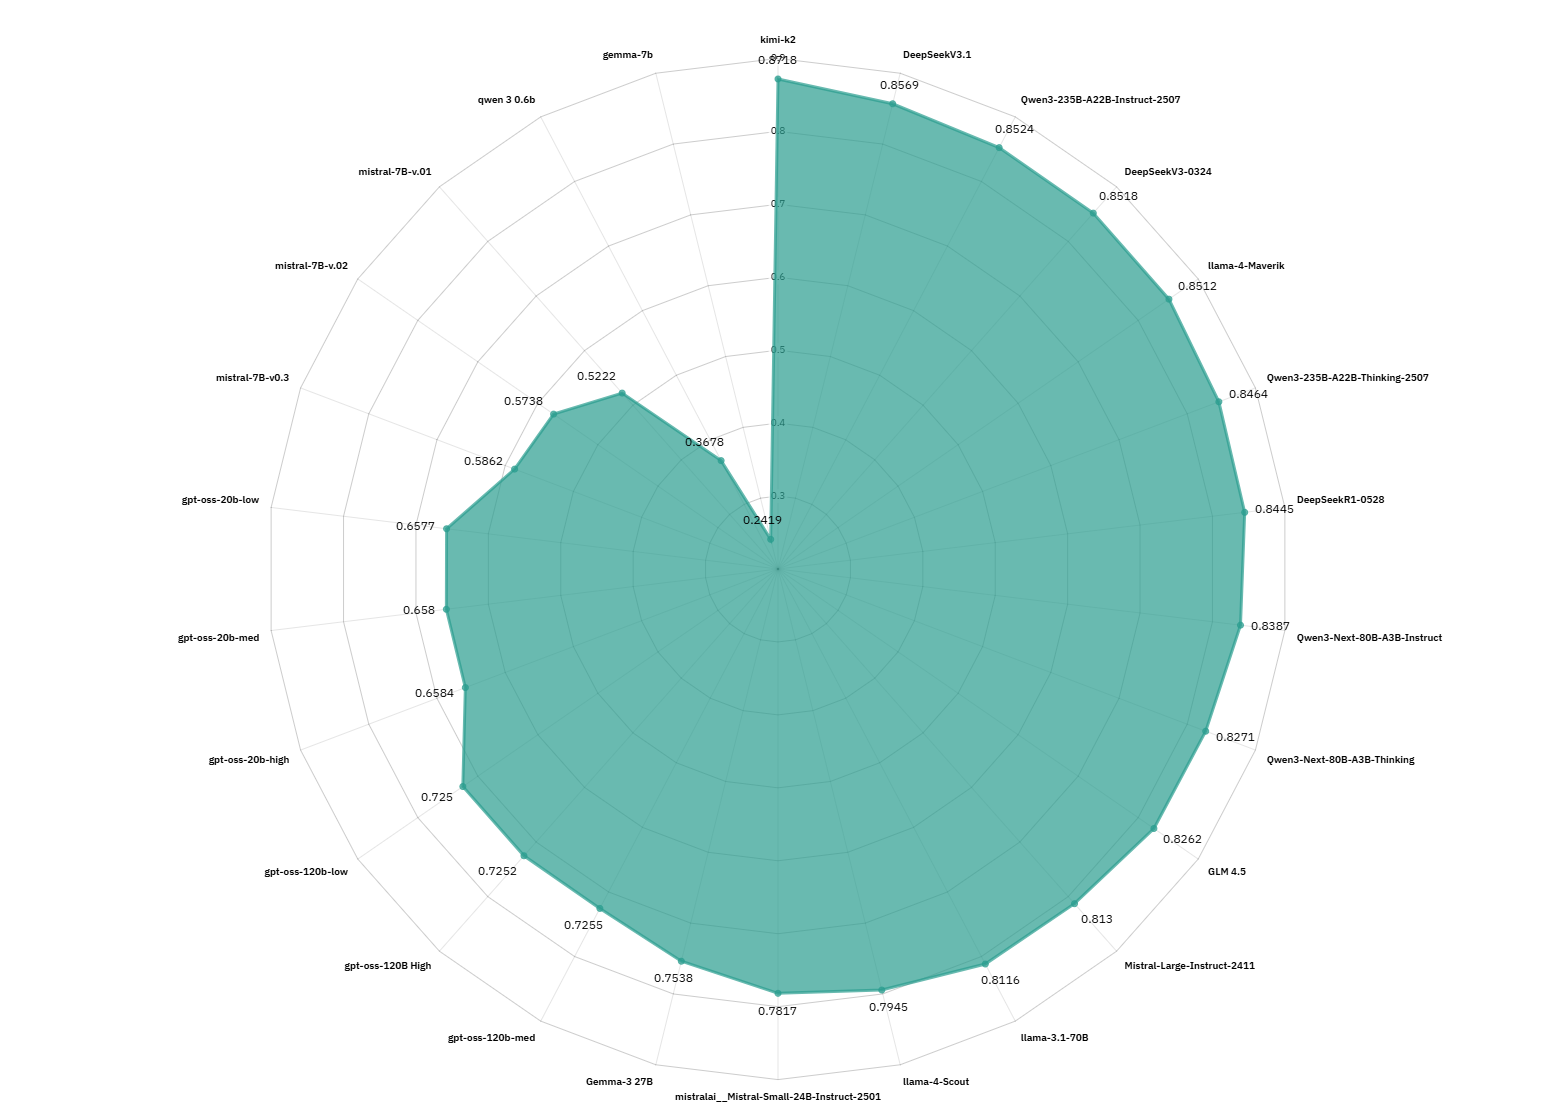 kimi-k2
0.9
0.8718
DeepSeekV3.1
0.8569
Qwen3-235B-A22B-Instruct-2507
0.8524
DeepSeekV3-0324
0.8518
llama-4-Maverik
0.8512
Qwen3-235B-A22B-Thinking-2507
0.8464
DeepSeekR1-0528
0.8445
Qwen3-Next-80B-A3B-Instruct
0.8387
Qwen3-Next-80B-A3B-Thinking
0.8271
GLM 4.5
0.8262
Mistral-Large-Instruct-2411
0.813
llama-3.1-70B
0.8116
llama-4-Scout
0.7945
mistralai__Mistral-Small-24B-Instruct-2501
0.7817
Gemma-3 27B
0.7538
gpt-oss-120b-med
0.7255
gpt-oss-120B High
0.7252
gpt-oss-120b-low
0.725
gpt-oss-20b-high
0.6584
gpt-oss-20b-med
0.658
gpt-oss-20b-low
0.6577
mistral-7B-v0.3
0.5862
mistral-7B-v.02
0.5738
mistral-7B-v.01
0.5222
qwen 3 0.6b
0.3678
gemma-7b
0.2419
0.8
0.7
0.6
0.5
0.4
0.3